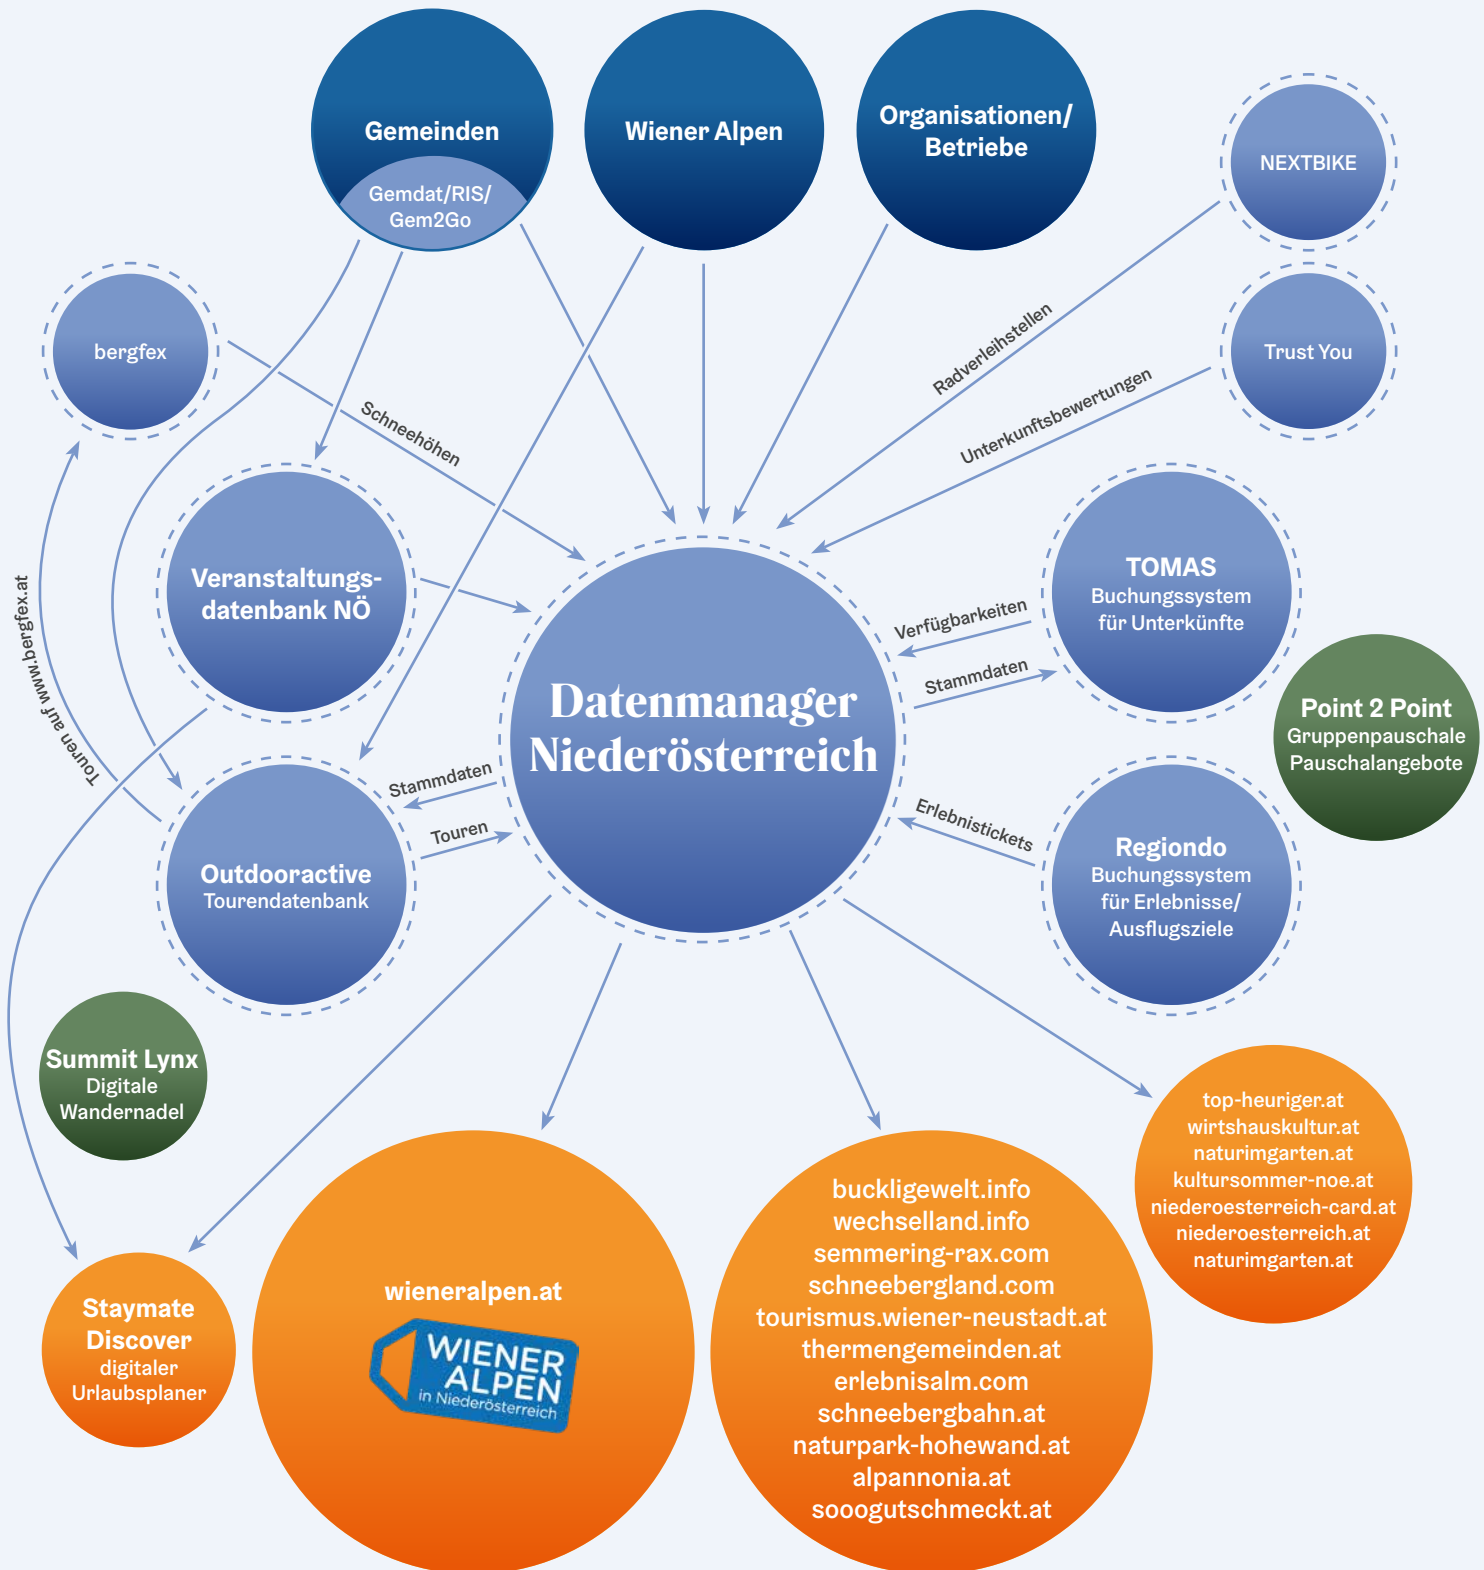 Gemeinden
Gemdat/RIS/
Gem2Go
Wiener Alpen
Organisationen/
Betriebe
NEXTBIKE
bergfex
Trust You
Radverleihstellen
Unterkunftsbewertungen
Schneehöhen
Touren auf www.bergfex.at
Veranstaltungs-
datenbank NÖ
TOMAS
Buchungssystem
für Unterkünfte
Verfügbarkeiten
Stammdaten
Datenmanager
Niederösterreich
Point 2 Point
Gruppenpauschale
Pauschalangebote
Stammdaten
Touren
Erlebnistickets
Outdooractive
Tourendatenbank
Regiondo
Buchungssystem
für Erlebnisse/
Ausflugsziele
Summit Lynx
Digitale
Wandernadel
top-heuriger.at
wirtshauskultur.at
naturimgarten.at
kultursommer-noe.at
niederoesterreich-card.at
niederoesterreich.at
naturimgarten.at
Staymate
Discover
digitaler
Urlaubsplaner
wieneralpen.at
WIENER
ALPEN
in Niederösterreich
buckligewelt.info
wechselland.info
semmering-rax.com
schneebergland.com
tourismus.wiener-neustadt.at
thermengemeinden.at
erlebnisalm.com
schneebergbahn.at
naturpark-hohewand.at
alpannonia.at
sooogutschmeckt.at